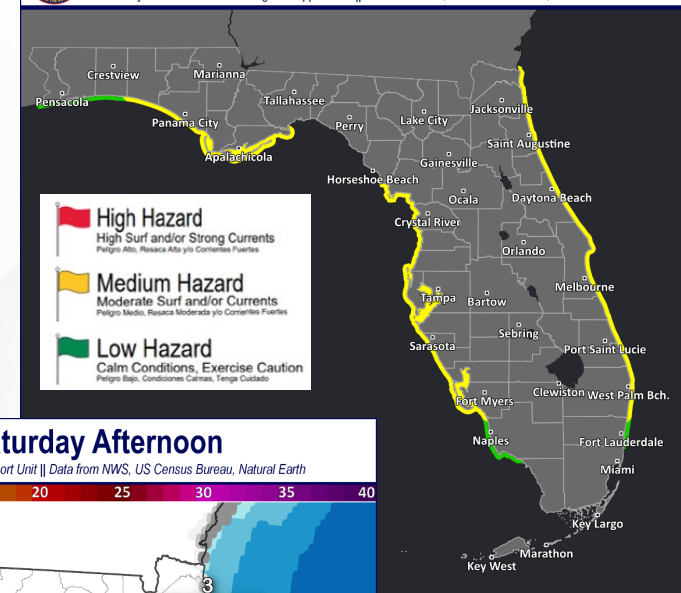 Crestview
Marianna
Pensacola
Tallahassee
Panama City
Apalachicola
Perry
Lake City
Jacksonville
Saint Augustine
Gainesville
Horseshoe Beach
Ocala
Daytona Beach
Crystal River
Orlando
Melbourne
Tampa
Bartow
Sebring
Sarasota
Port Saint Lucie
Fort Myers
Clewiston
West Palm Bch.
Naples
Fort Lauderdale
Miami
Key Largo
Marathon
Key West
High Hazard
High Surf and/or Strong Currents
Peligro Alto, Resaca Alta y/o Corrientes Fuertes
Medium Hazard
Moderate Surf and/or Currents
Peligro Medio, Resaca Moderada y/o Corrientes Fuertes
Low Hazard
Calm Conditions, Exercise Caution
Peligro Bajo, Condiciones Calmas, Tenga Cuidado
turday Afternoon
ort Unit || Data from NWS, US Census Bureau, Natural Earth
20 25 30 35 40
3